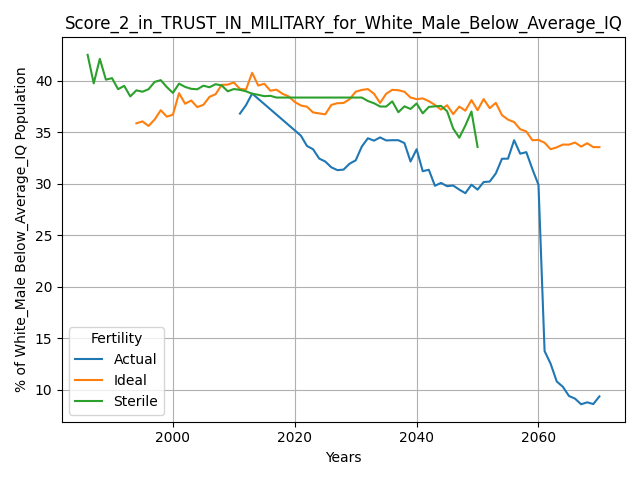 Score_2_in_TRUST_IN_MILITARY_for_White_Male_Below_Average_IQ
% of White_Male Below_Average_IQ Population
40
35
30
25
20
15
10
Fertility
Actual
Ideal
Sterile
2000
2020
2040
2060
Years